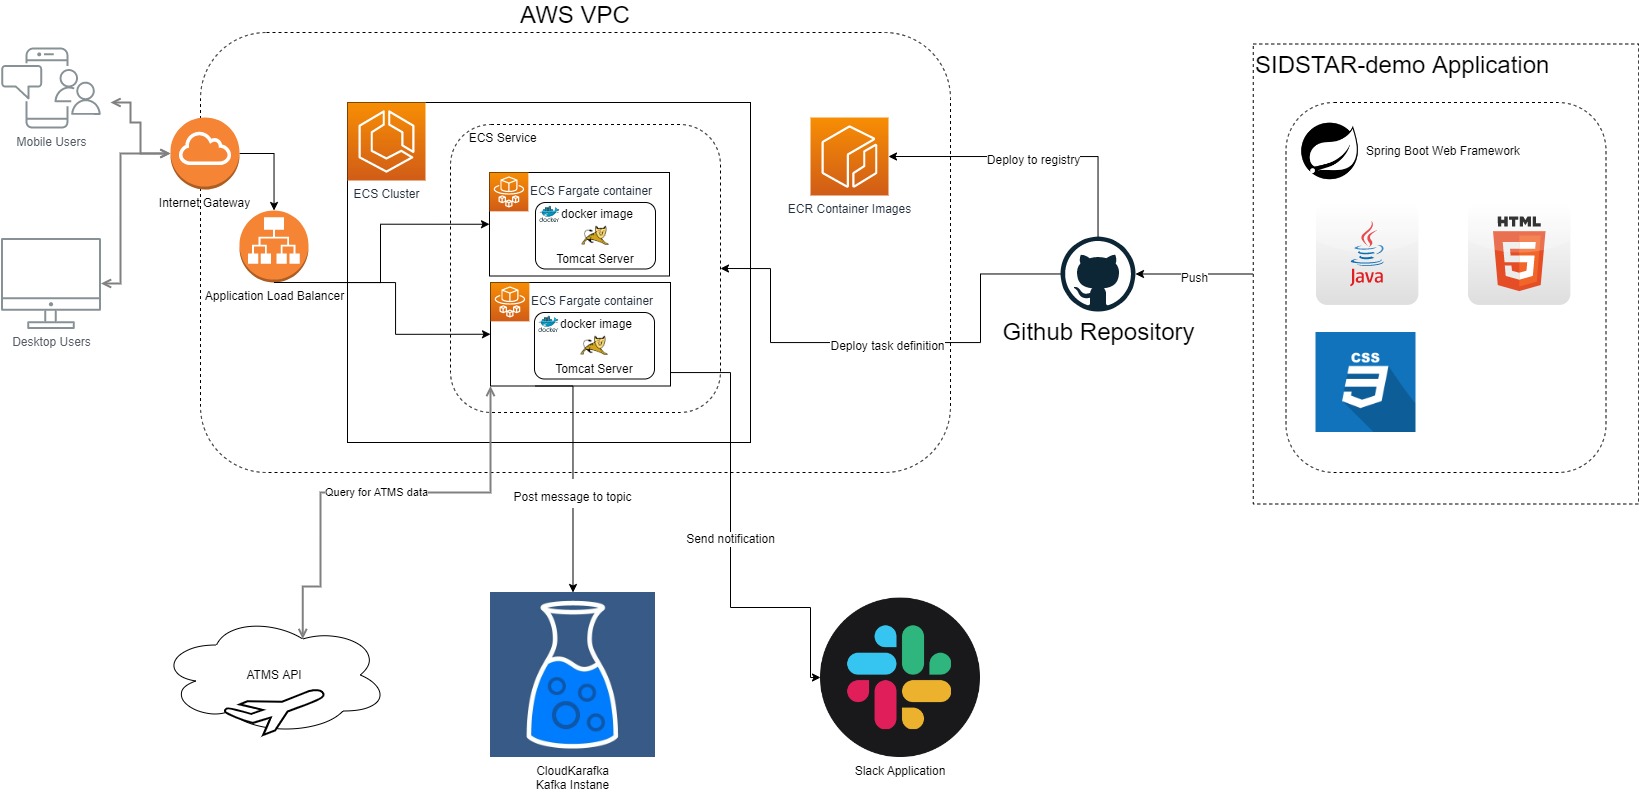 AWS VPC
SIDSTAR-demo Application
Mobile Users
Desktop Users
Internet Gateway
Application Load Balancer
ECS Cluster
ECS Service
ECS Fargate container
docker
docker image
Tomcat Server
ECS Fargate container
docker
docker image
Tomcat Server
ECR Container Images
Deploy to registry
Deploy task definition
Github Repository
Push
Spring Boot Web Framework
Java
HTML
5
CSS
3
Query for ATMS data
Post message to topic
Send notification
ATMS API
CloudKarafka
Kafka Instane
Slack Application